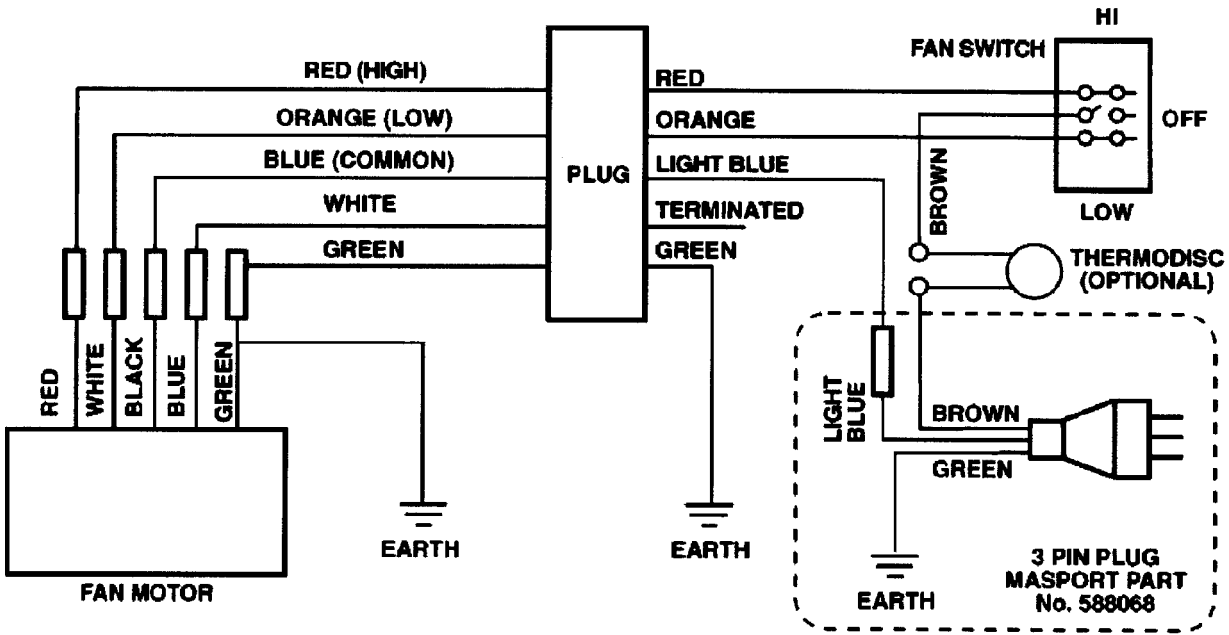 HI
FAN SWITCH
RED (HIGH)
RED
ORANGE (LOW)
ORANGE
OFF
BLUE (COMMON)
PLUG
LIGHT BLUE
WHITE
TERMINATED
BROWN
LOW
GREEN
GREEN
THERMODISC
(OPTIONAL)
RED
WHITE
BLACK
BLUE
GREEN
LIGHT
BLUE
BROWN
GREEN
EARTH
EARTH
3 PIN PLUG
MASPORT PART
No. 588068
FAN MOTOR
EARTH